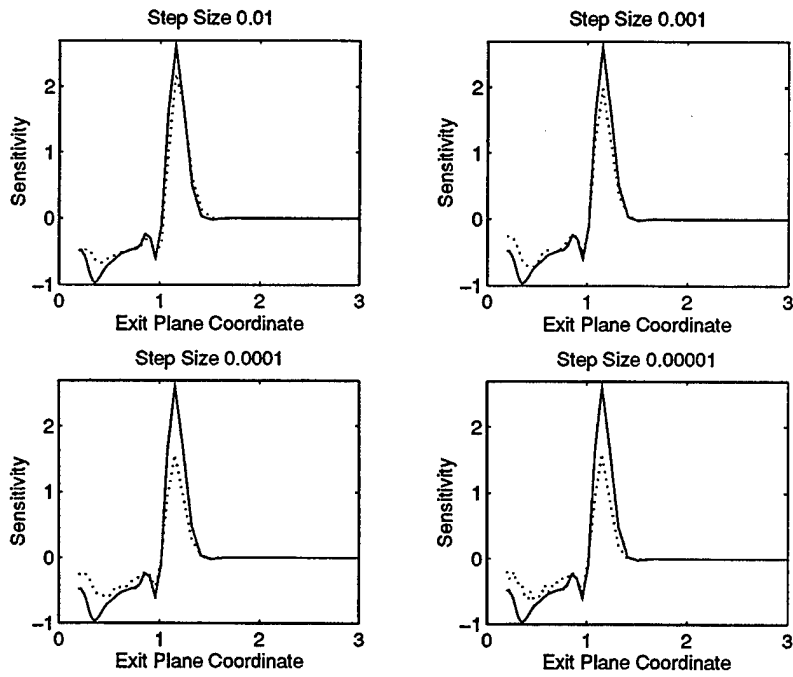 Step Size 0.01
Sensitivity
2
1
0
−1
0
1
2
3
Exit Plane Coordinate
Step Size 0.001
Sensitivity
2
1
0
−1
0
1
2
3
Exit Plane Coordinate
Step Size 0.0001
Sensitivity
2
1
0
−1
0
1
2
3
Exit Plane Coordinate
Step Size 0.00001
Sensitivity
2
1
0
−1
0
1
2
3
Exit Plane Coordinate